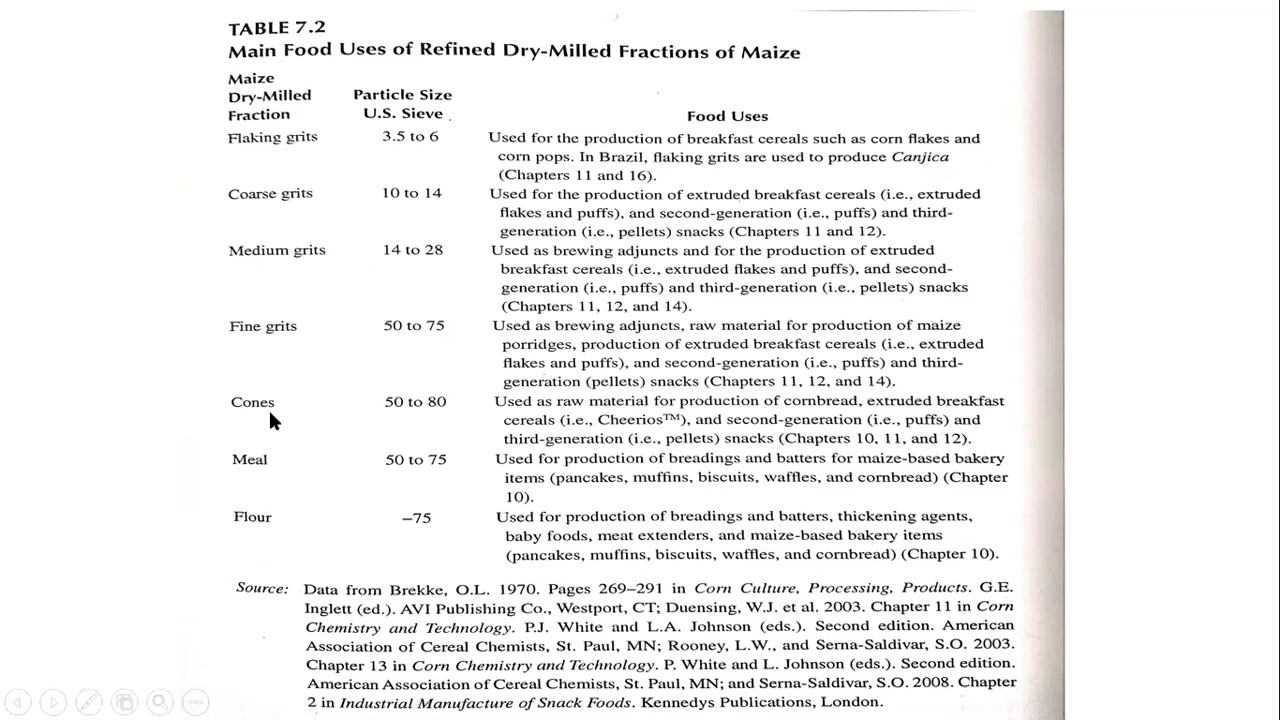 TABLE 7.2
Main Food Uses of Refined Dry-Milled Fractions of Maize
Maize
Dry-Milled Particle Size
Fraction U.S. Sieve Food Uses
Flaking grits 3.5 to 6 Used for the production of breakfast cereals such as corn flakes and
corn pops. In Brazil, flaking grits are used to produce Canjica
(Chapters 11 and 16).
Coarse grits 10 to 14 Used for the production of extruded breakfast cereals (i.e., extruded
flakes and puffs), and second-generation (i.e., puffs) and third-
generation (i.e., pellets) snacks (Chapters 11 and 12).
Medium grits 14 to 28 Used as brewing adjuncts and for the production of extruded
breakfast cereals (i.e., extruded flakes and puffs), and second-
generation (i.e., puffs) and third-generation (i.e., pellets) snacks
(Chapters 11, 12, and 14).
Fine grits 50 to 75 Used as brewing adjuncts, raw material for production of maize
porridges, production of extruded breakfast cereals (i.e., extruded
flakes and puffs), and second-generation (i.e., puffs) and third-
generation (pellets) snacks (Chapters 11, 12, and 14).
Cones 50 to 80 Used as raw material for production of cornbread, extruded breakfast
cereals (i.e., Cheerios™), and second-generation (i.e., puffs) and
third-generation (i.e., pellets) snacks (Chapters 10, 11, and 12).
Meal 50 to 75 Used for production of breadings and batters for maize-based bakery
items (pancakes, muffins, biscuits, waffles, and cornbread) (Chapter
10).
Flour –75 Used for production of breadings and batters, thickening agents,
baby foods, meat extenders, and maize-based bakery items
(pancakes, muffins, biscuits, waffles, and cornbread) (Chapter 10).
Source: Data from Brekke, O.L. 1970. Pages 269–291 in Corn Culture, Processing, Products. G.E.
Inglett (ed.). AVI Publishing Co., Westport, CT; Duensing, W.J. et al. 2003. Chapter 11 in Corn
Chemistry and Technology. P.J. White and L.A. Johnson (eds.). Second edition. American
Association of Cereal Chemists, St. Paul, MN; Rooney, L.W., and Serna-Saldivar, S.O. 2003.
Chapter 13 in Corn Chemistry and Technology. P. White and L. Johnson (eds.). Second edition.
American Association of Cereal Chemists, St. Paul, MN; and Serna-Saldivar, S.O. 2008. Chapter
2 in Industrial Manufacture of Snack Foods. Kennedys Publications, London.